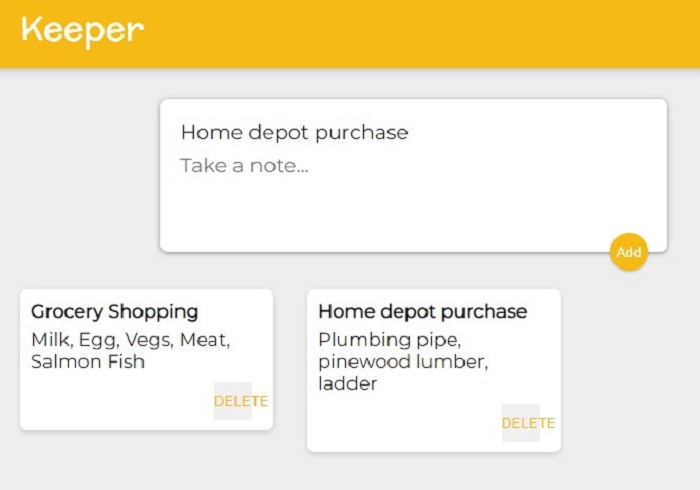 Keeper
Home depot purchase
Take a note...
Add
Grocery Shopping
Milk, Egg, Vegs, Meat,
Salmon Fish
DELETE
Home depot purchase
Plumbing pipe,
pinewood lumber,
ladder
DELETE